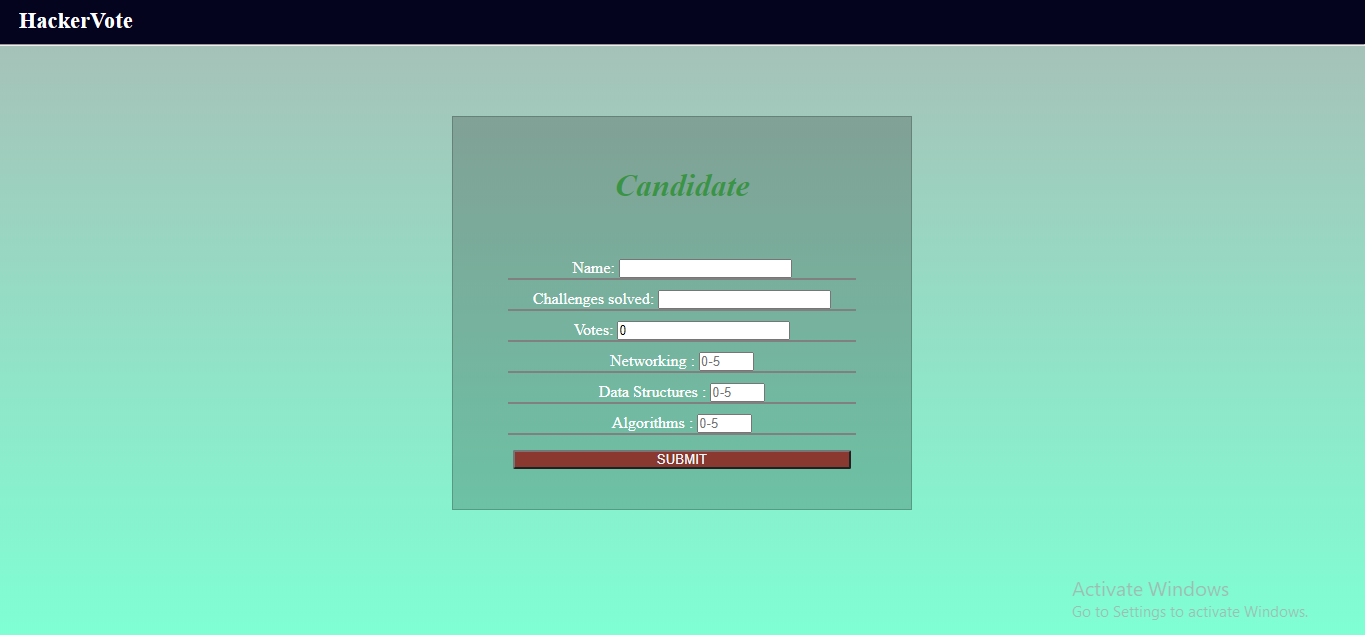 HackerVote
Candidate
Name:
Challenges solved:
Votes: 0
Networking : 0-5
Data Structures : 0-5
Algorithms : 0-5
SUBMIT
Activate Windows
Go to Settings to activate Windows.